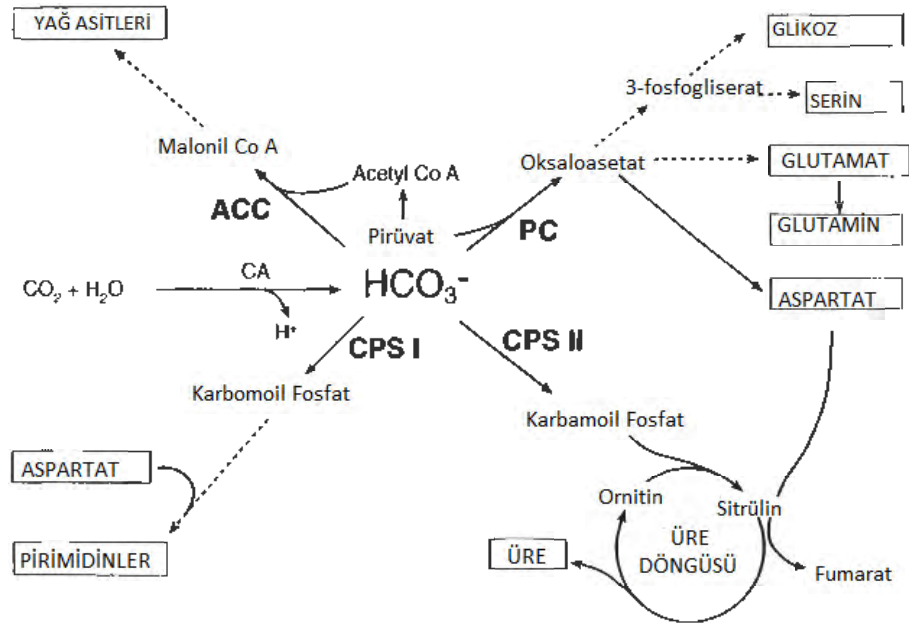 YAĞ ASİTLERİ
GLİKOZ
3-fosfogliserat
SERİN
Malonil Co A
Acetyl Co A
Oksaloasetat
GLUTAMAT
ACC
Pirüvat
PC
GLUTAMİN
CO₂ + H₂O
CA
HCO₃⁻
ASPARTAT
H⁺
CPS I
CPS II
Karbomoil Fosfat
Karbamoil Fosfat
ASPARTAT
Ornitin
Sitrülin
PİRİMİDİNLER
ÜRE
ÜRE
DÖNGÜSÜ
Fumarat